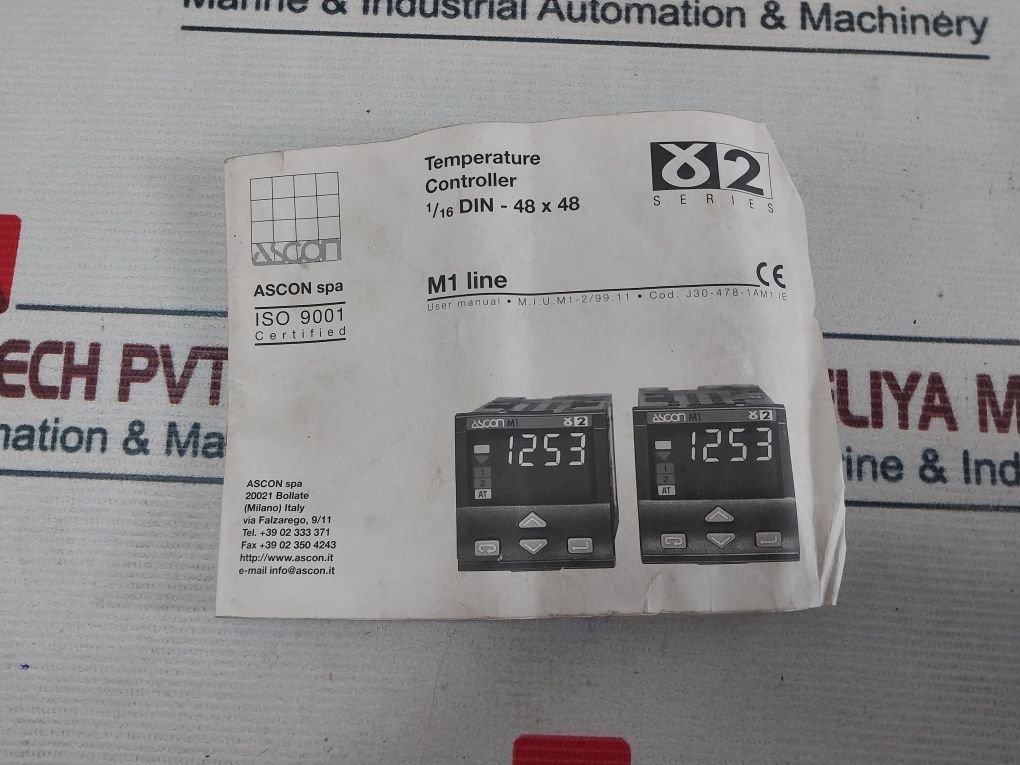 Marine & Industrial Automation & Machinery
ASCON
ASCON spa
ISO 9001
Certified
Temperature
Controller
1/16 DIN - 48 x 48
M1 line
User manual • M.I.U.M1-2/99.11 • Cod. J30-478-1AM1 IE
CE
2
SERIES
ECH PVT
nation & Ma
LIYA M
ine & Ind
ASCON M1
1253
1
2
AT
ASCON M1
1253
1
2
AT
ASCON spa
20021 Bollate
(Milano) Italy
via Falzarego, 9/11
Tel. +39 02 333 371
Fax +39 02 350 4243
http://www.ascon.it
e-mail info@ascon.it